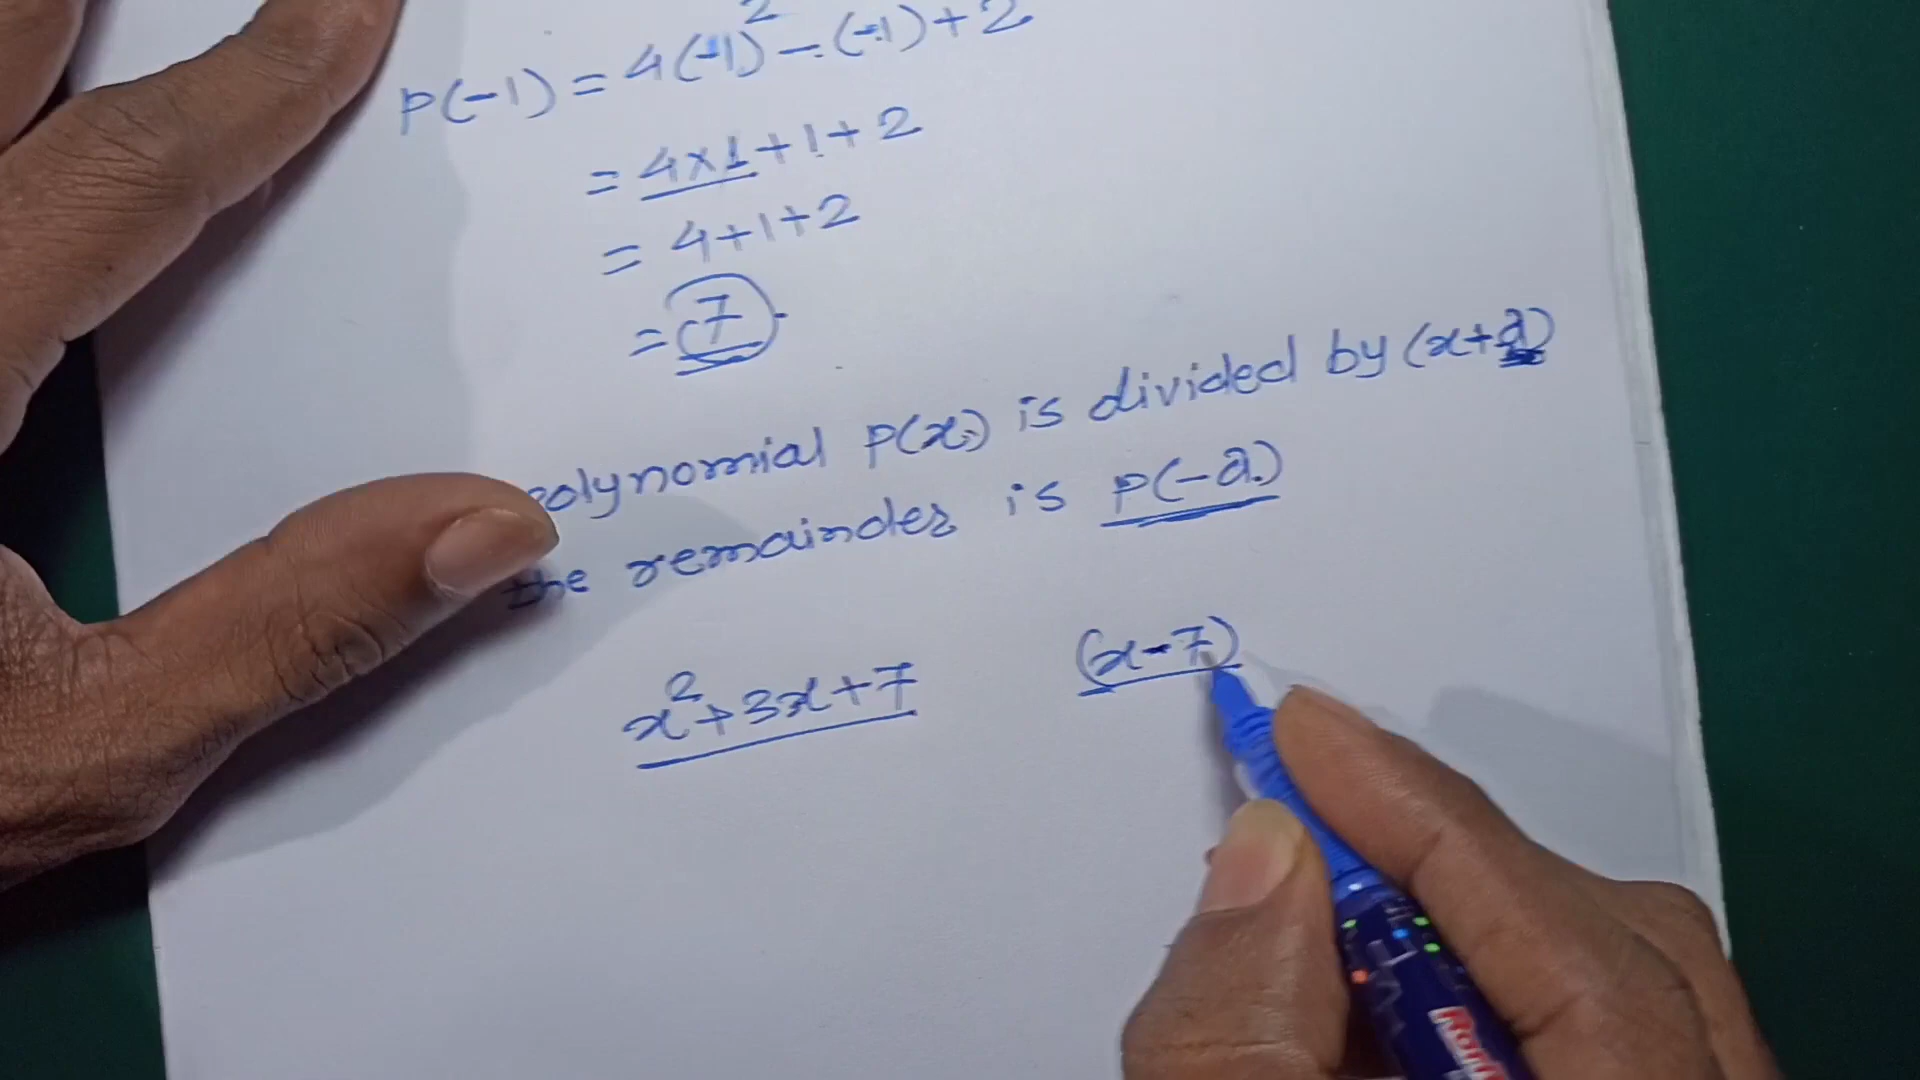 P(-1) = 4(-1)² - (-1) + 2
= 4×1 + 1 + 2
= 4+1+2
= 7
polynomial P(x) is divided by (x+a)
the remainder is P(-a)
x²+3x+7 (x-7)